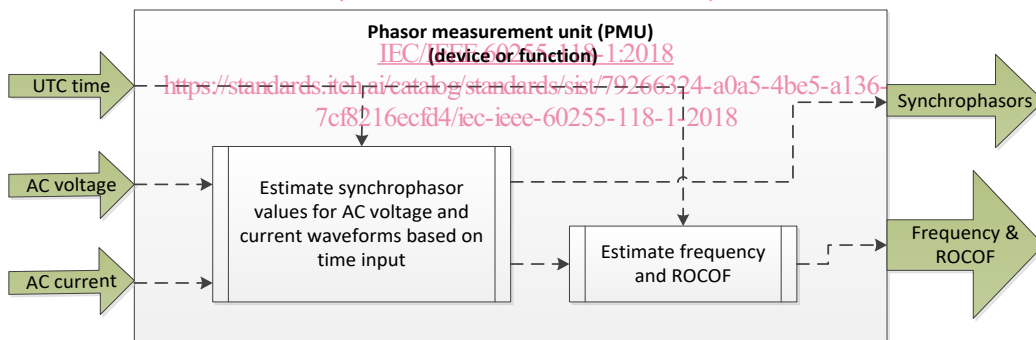 Phasor measurement unit (PMU)
IEC/IEEE 60255-118-1:2018
(device or function)
UTC time
https://standards.iteh.ai/catalog/standards/sist/79266324-a0a5-4be5-a136-
7cf8216ecfd4/iec-ieee-60255-118-1-2018
Synchrophasors
AC voltage
Estimate synchrophasor
values for AC voltage and
current waveforms based on
time input
Estimate frequency
and ROCOF
Frequency &
ROCOF
AC current